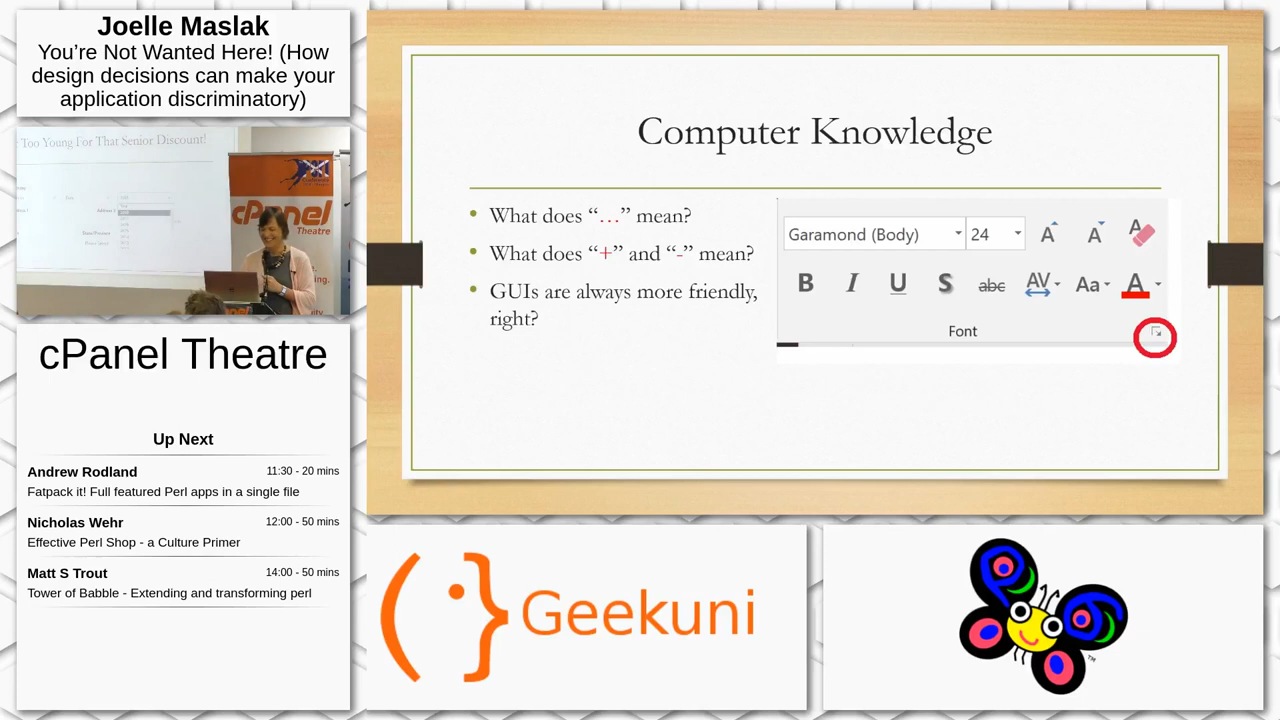 Joelle Maslak
You’re Not Wanted Here! (How
design decisions can make your
application discriminatory)
Too Young For That Senior Discount!
cPanel
Theatre
cPanel Theatre
Up Next
Andrew Rodland 11:30 - 20 mins
Fatpack it! Full featured Perl apps in a single file
Nicholas Wehr 12:00 - 50 mins
Effective Perl Shop - a Culture Primer
Matt S Trout 14:00 - 50 mins
Tower of Babble - Extending and transforming perl
Computer Knowledge
• What does “…” mean?
• What does “+” and “-” mean?
• GUIs are always more friendly,
right?
Garamond (Body) 24 A A A
B I U S abc AV Aa A
Font
Geekuni
TM